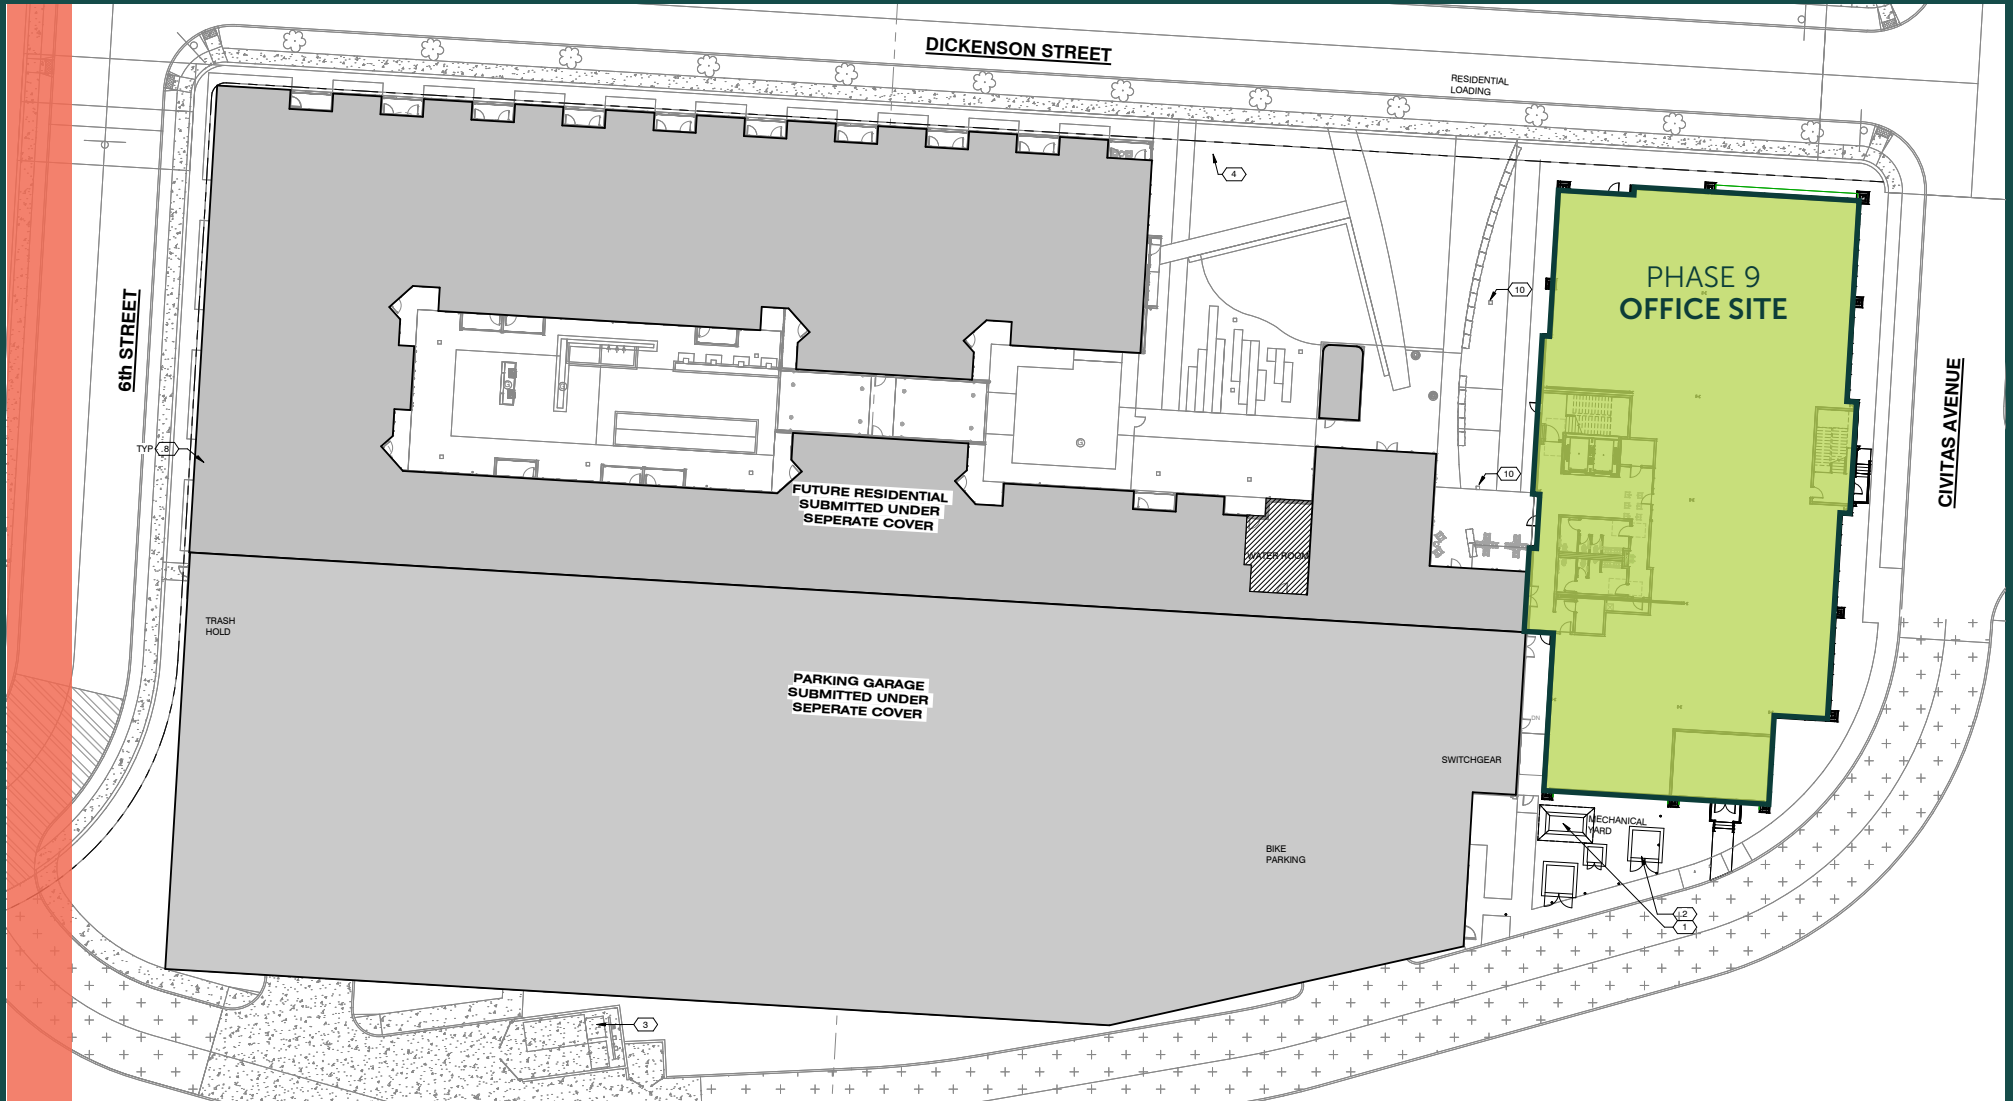 DICKENSON STREET
RESIDENTIAL
LOADING
4
10
PHASE 9
OFFICE SITE
6th STREET
CIVITAS AVENUE
TYP
8
10
FUTURE RESIDENTIAL
SUBMITTED UNDER
SEPERATE COVER
WATER ROOM
TRASH
HOLD
PARKING GARAGE
SUBMITTED UNDER
SEPERATE COVER
DN
SWITCHGEAR
MECHANICAL
YARD
BIKE
PARKING
2
1
3